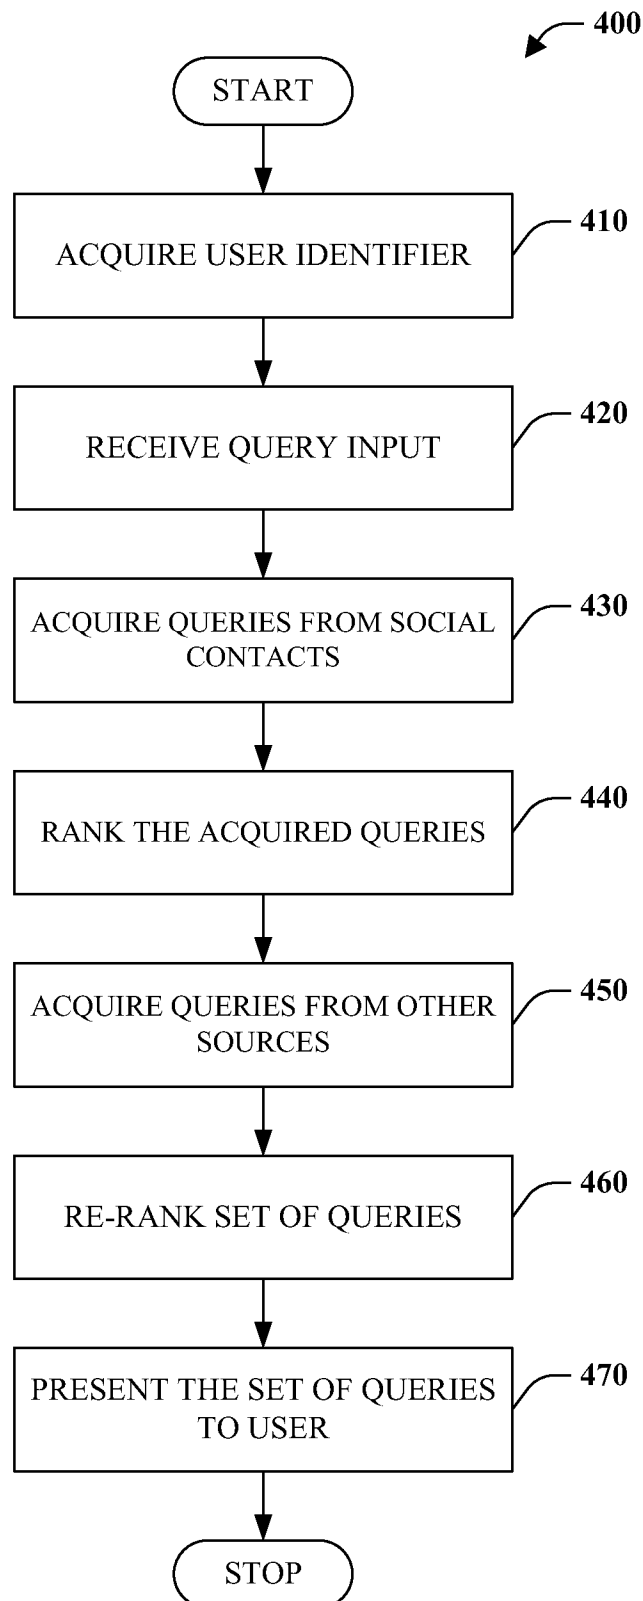 400
START
410
ACQUIRE USER IDENTIFIER
420
RECEIVE QUERY INPUT
430
ACQUIRE QUERIES FROM SOCIAL
CONTACTS
440
RANK THE ACQUIRED QUERIES
450
ACQUIRE QUERIES FROM OTHER
SOURCES
460
RE-RANK SET OF QUERIES
470
PRESENT THE SET OF QUERIES
TO USER
STOP